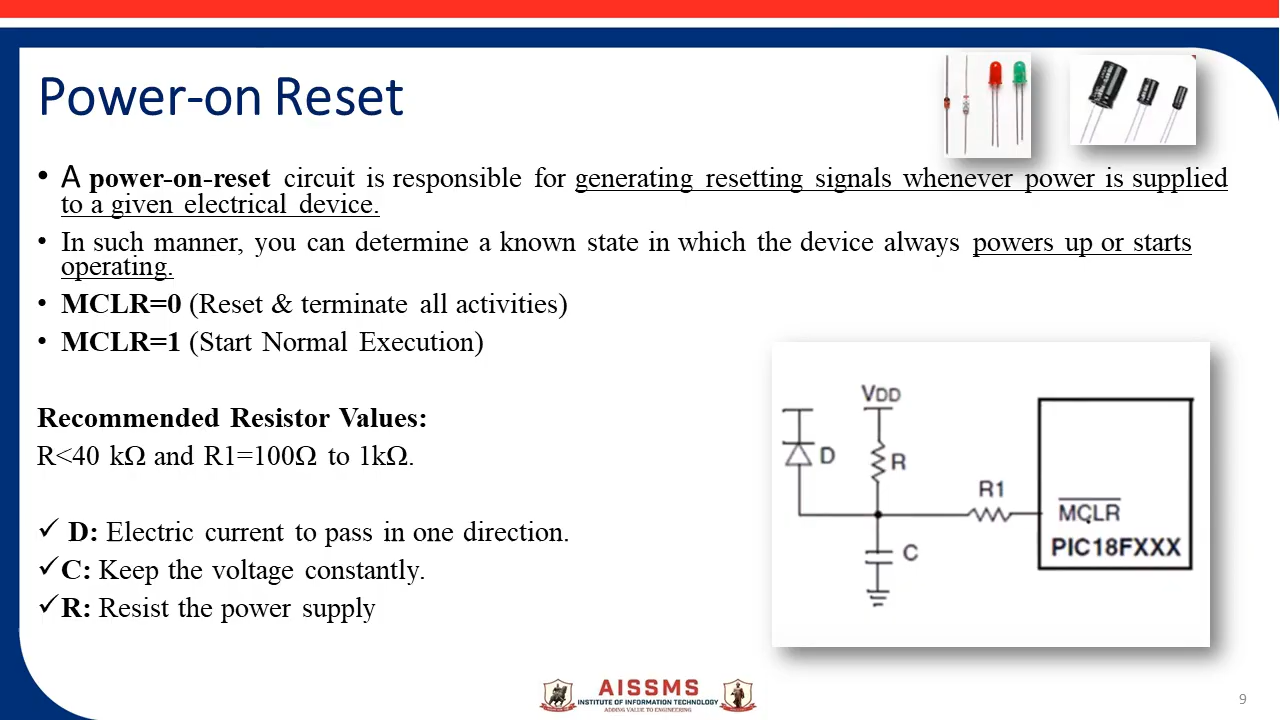 Power-on Reset
• A power-on-reset circuit is responsible for generating resetting signals whenever power is supplied
to a given electrical device.
• In such manner, you can determine a known state in which the device always powers up or starts
operating.
• MCLR=0 (Reset & terminate all activities)
• MCLR=1 (Start Normal Execution)
Recommended Resistor Values:
R<40 kΩ and R1=100Ω to 1kΩ.
✓ D: Electric current to pass in one direction.
✓ C: Keep the voltage constantly.
✓ R: Resist the power supply
VDD
D
R
R1
C
MCLR
PIC18FXXX
AISSMS
INSTITUTE OF INFORMATION TECHNOLOGY
ADDING VALUE TO ENGINEERING
9